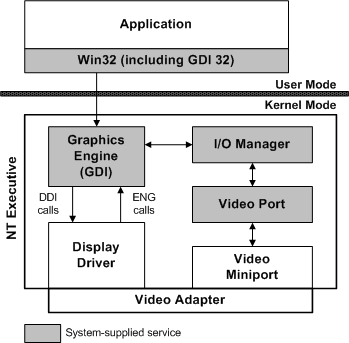 Application
Win32 (including GDI 32)
User Mode
Kernel Mode
NT Executive
Graphics
Engine
(GDI)
I/O Manager
DDI
calls
ENG
calls
Video Port
Display
Driver
Video
Miniport
Video Adapter
System-supplied service